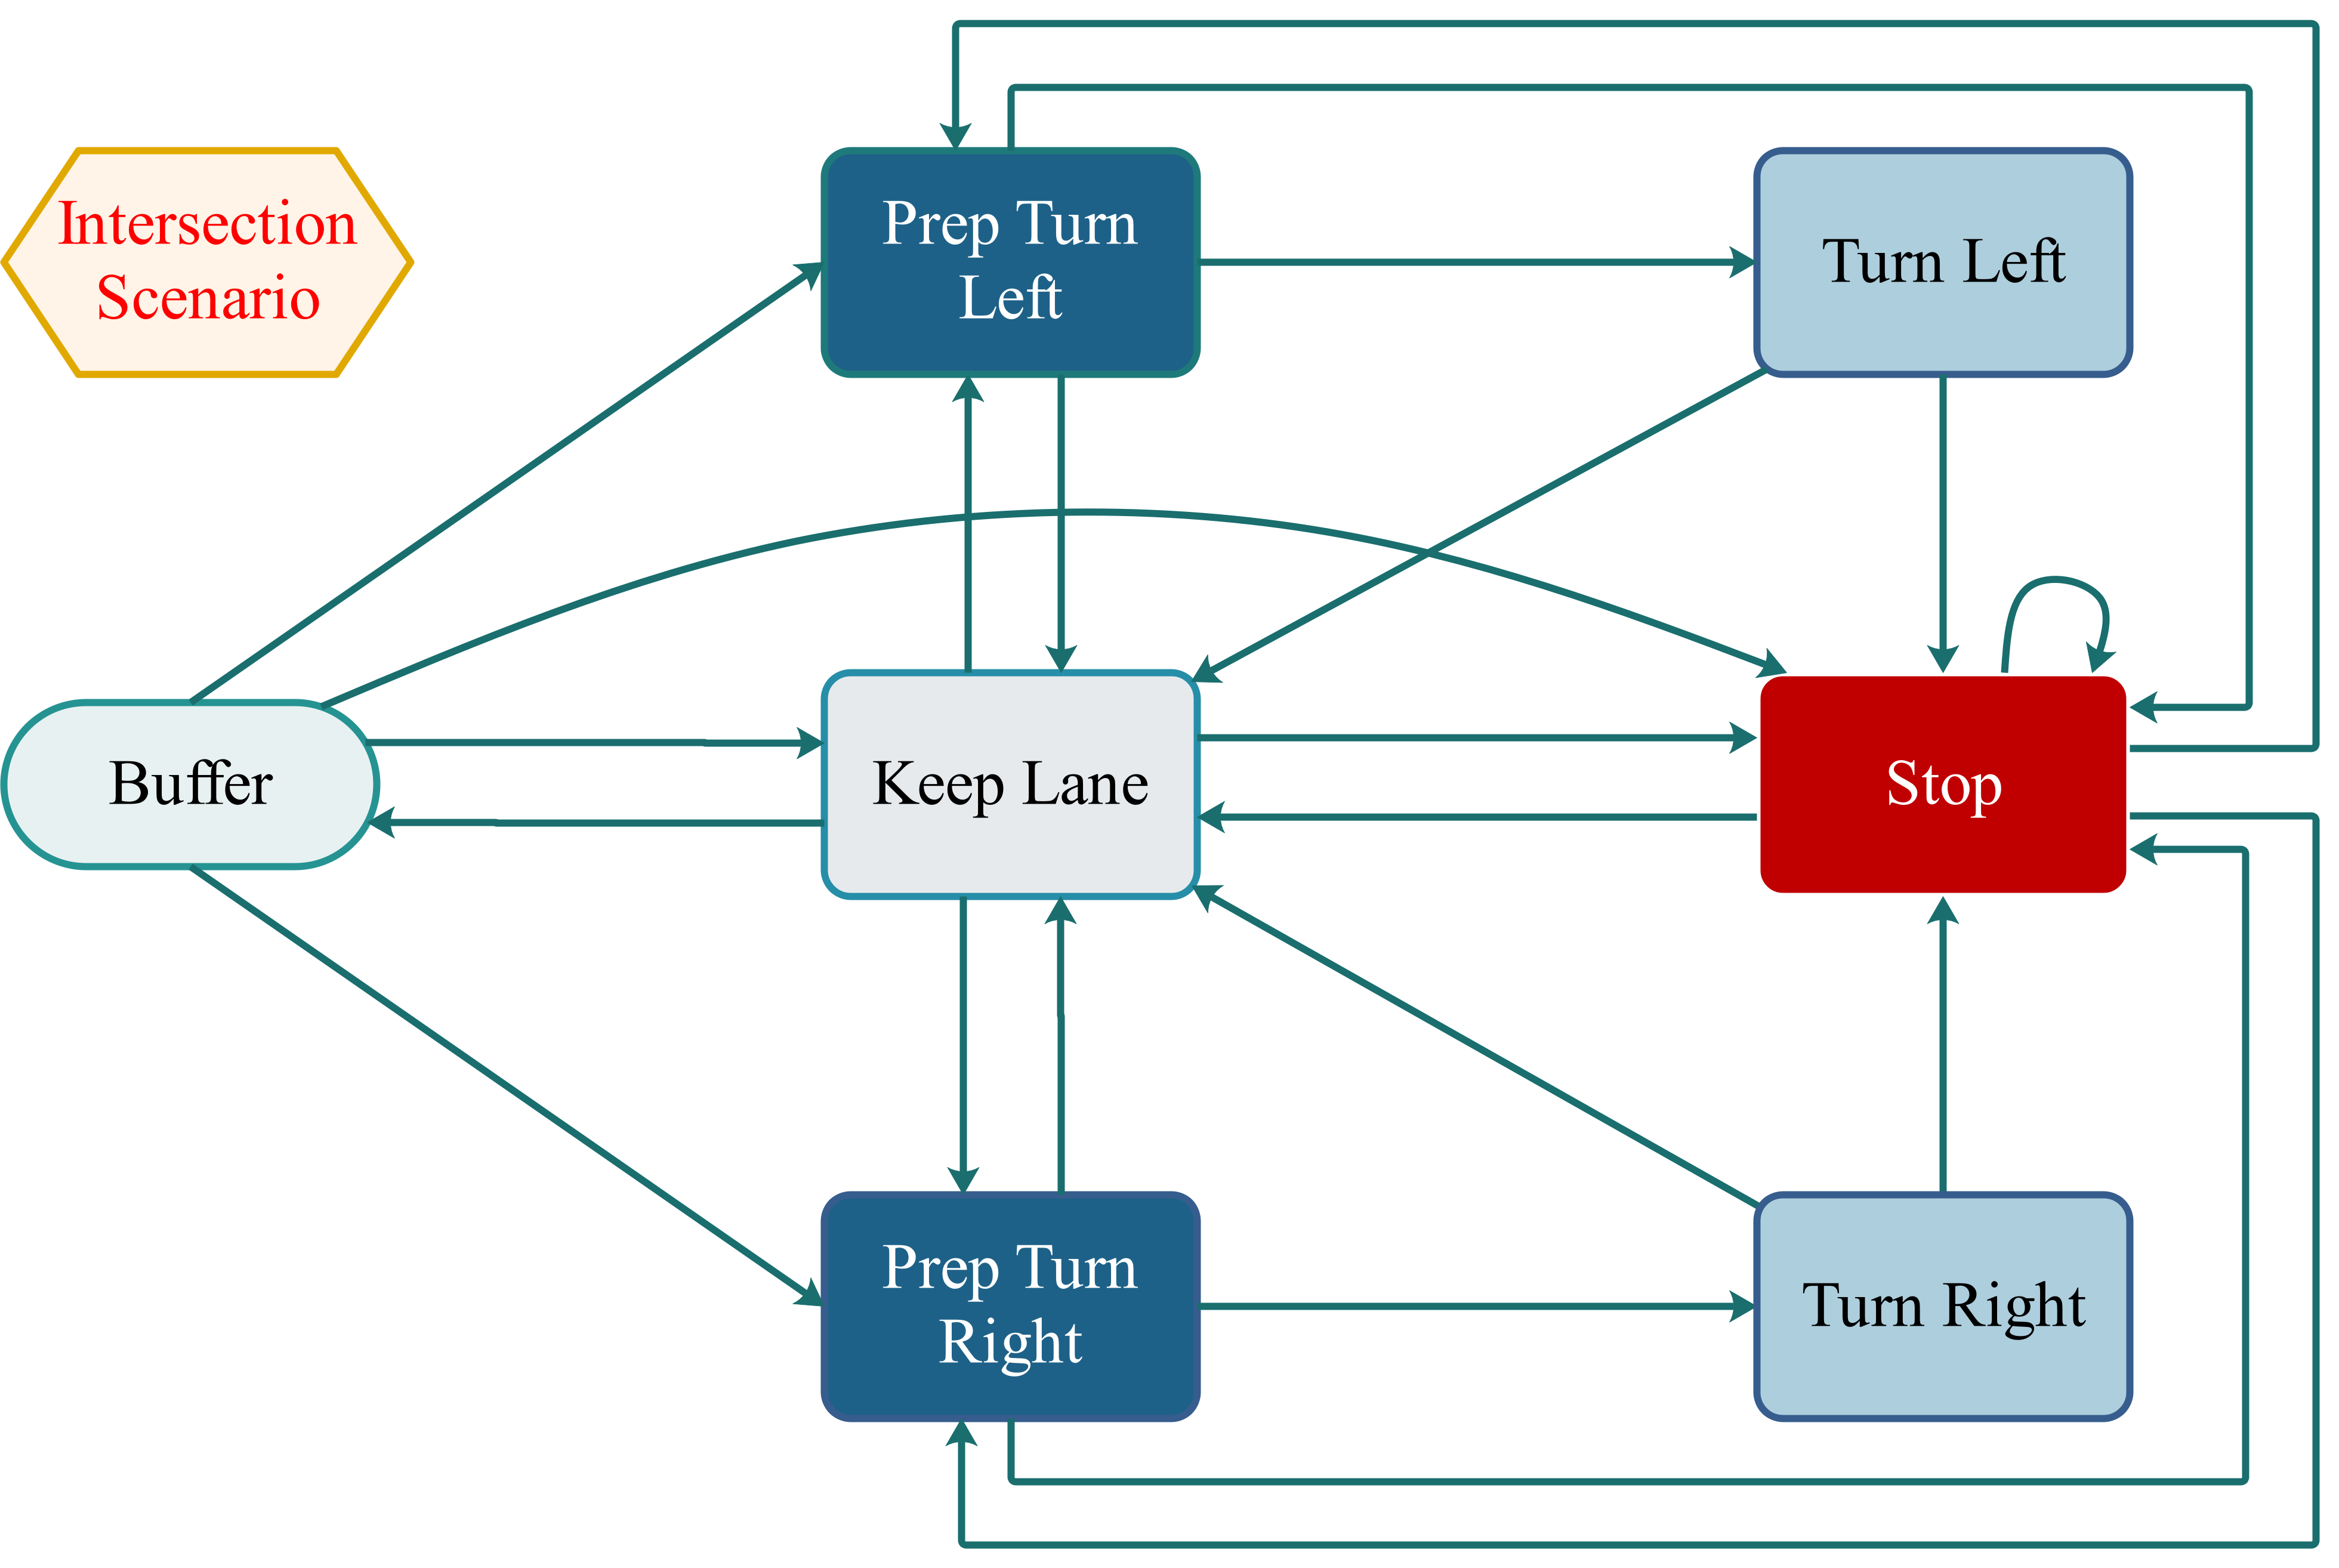 Intersection
Scenario
Prep Turn
Left
Turn Left
Buffer
Keep Lane
Stop
Prep Turn
Right
Turn Right